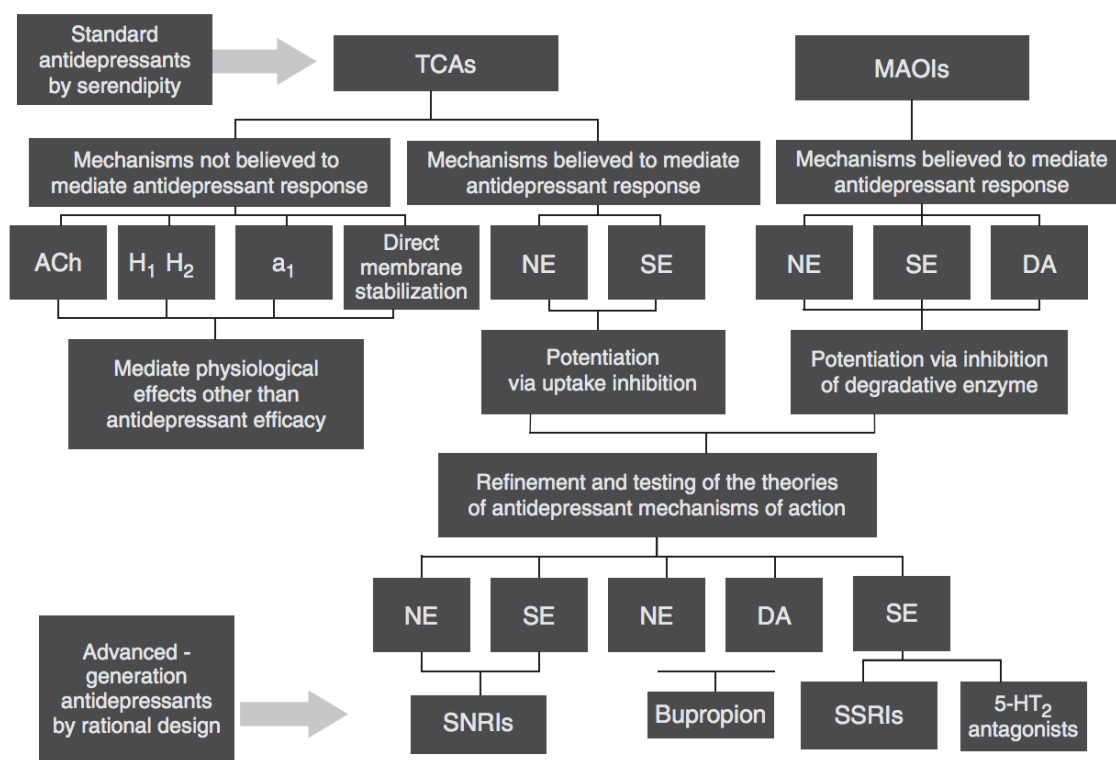 Standard
antidepressants
by serendipity
TCAs
MAOIs
Mechanisms not believed to
mediate antidepressant response
Mechanisms believed to mediate
antidepressant response
Mechanisms believed to mediate
antidepressant response
ACh
H₁ H₂
a₁
Direct
membrane
stabilization
NE
SE
NE
SE
DA
Mediate physiological
effects other than
antidepressant efficacy
Potentiation
via uptake inhibition
Potentiation via inhibition
of degradative enzyme
Refinement and testing of the theories
of antidepressant mechanisms of action
NE
SE
NE
DA
SE
Advanced -
generation
antidepressants
by rational design
SNRIs
Bupropion
SSRIs
5-HT₂
antagonists